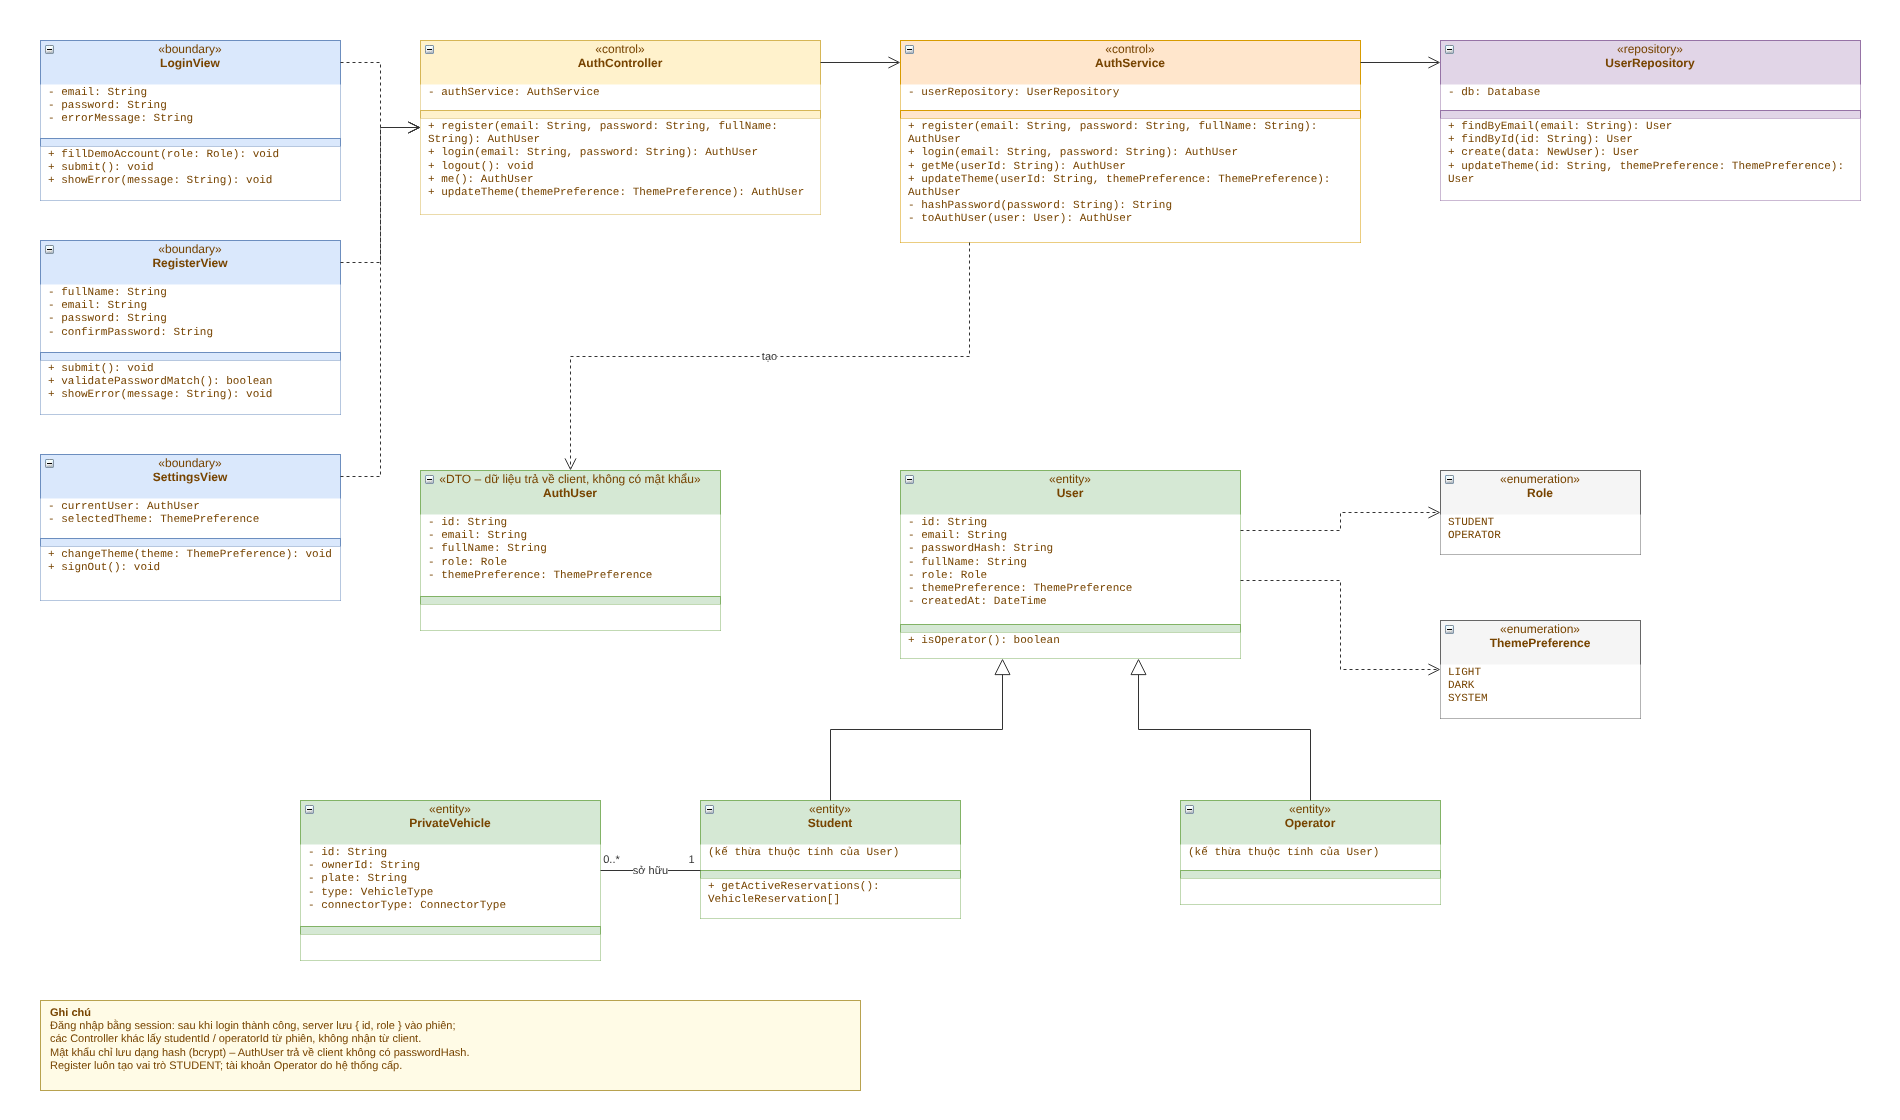 «boundary»
LoginView
- email: String
- password: String
- errorMessage: String
+ fillDemoAccount(role: Role): void
+ submit(): void
+ showError(message: String): void
«control»
AuthController
- authService: AuthService
+ register(email: String, password: String, fullName:
String): AuthUser
+ login(email: String, password: String): AuthUser
+ logout(): void
+ me(): AuthUser
+ updateTheme(themePreference: ThemePreference): AuthUser
«control»
AuthService
- userRepository: UserRepository
+ register(email: String, password: String, fullName: String):
AuthUser
+ login(email: String, password: String): AuthUser
+ getMe(userId: String): AuthUser
+ updateTheme(userId: String, themePreference: ThemePreference):
AuthUser
- hashPassword(password: String): String
- toAuthUser(user: User): AuthUser
«repository»
UserRepository
- db: Database
+ findByEmail(email: String): User
+ findById(id: String): User
+ create(data: NewUser): User
+ updateTheme(id: String, themePreference: ThemePreference):
User
«boundary»
RegisterView
- fullName: String
- email: String
- password: String
- confirmPassword: String
+ submit(): void
+ validatePasswordMatch(): boolean
+ showError(message: String): void
tạo
«boundary»
SettingsView
- currentUser: AuthUser
- selectedTheme: ThemePreference
+ changeTheme(theme: ThemePreference): void
+ signOut(): void
«DTO – dữ liệu trả về client, không có mật khẩu»
AuthUser
- id: String
- email: String
- fullName: String
- role: Role
- themePreference: ThemePreference
«entity»
User
- id: String
- email: String
- passwordHash: String
- fullName: String
- role: Role
- themePreference: ThemePreference
- createdAt: DateTime
+ isOperator(): boolean
«enumeration»
Role
STUDENT
OPERATOR
«enumeration»
ThemePreference
LIGHT
DARK
SYSTEM
«entity»
PrivateVehicle
- id: String
- ownerId: String
- plate: String
- type: VehicleType
- connectorType: ConnectorType
0..*
sở hữu
1
«entity»
Student
(kế thừa thuộc tính của User)
+ getActiveReservations():
VehicleReservation[]
«entity»
Operator
(kế thừa thuộc tính của User)
Ghi chú
Đăng nhập bằng session: sau khi login thành công, server lưu { id, role } vào phiên;
các Controller khác lấy studentId / operatorId từ phiên, không nhận từ client.
Mật khẩu chỉ lưu dạng hash (bcrypt) – AuthUser trả về client không có passwordHash.
Register luôn tạo vai trò STUDENT; tài khoản Operator do hệ thống cấp.